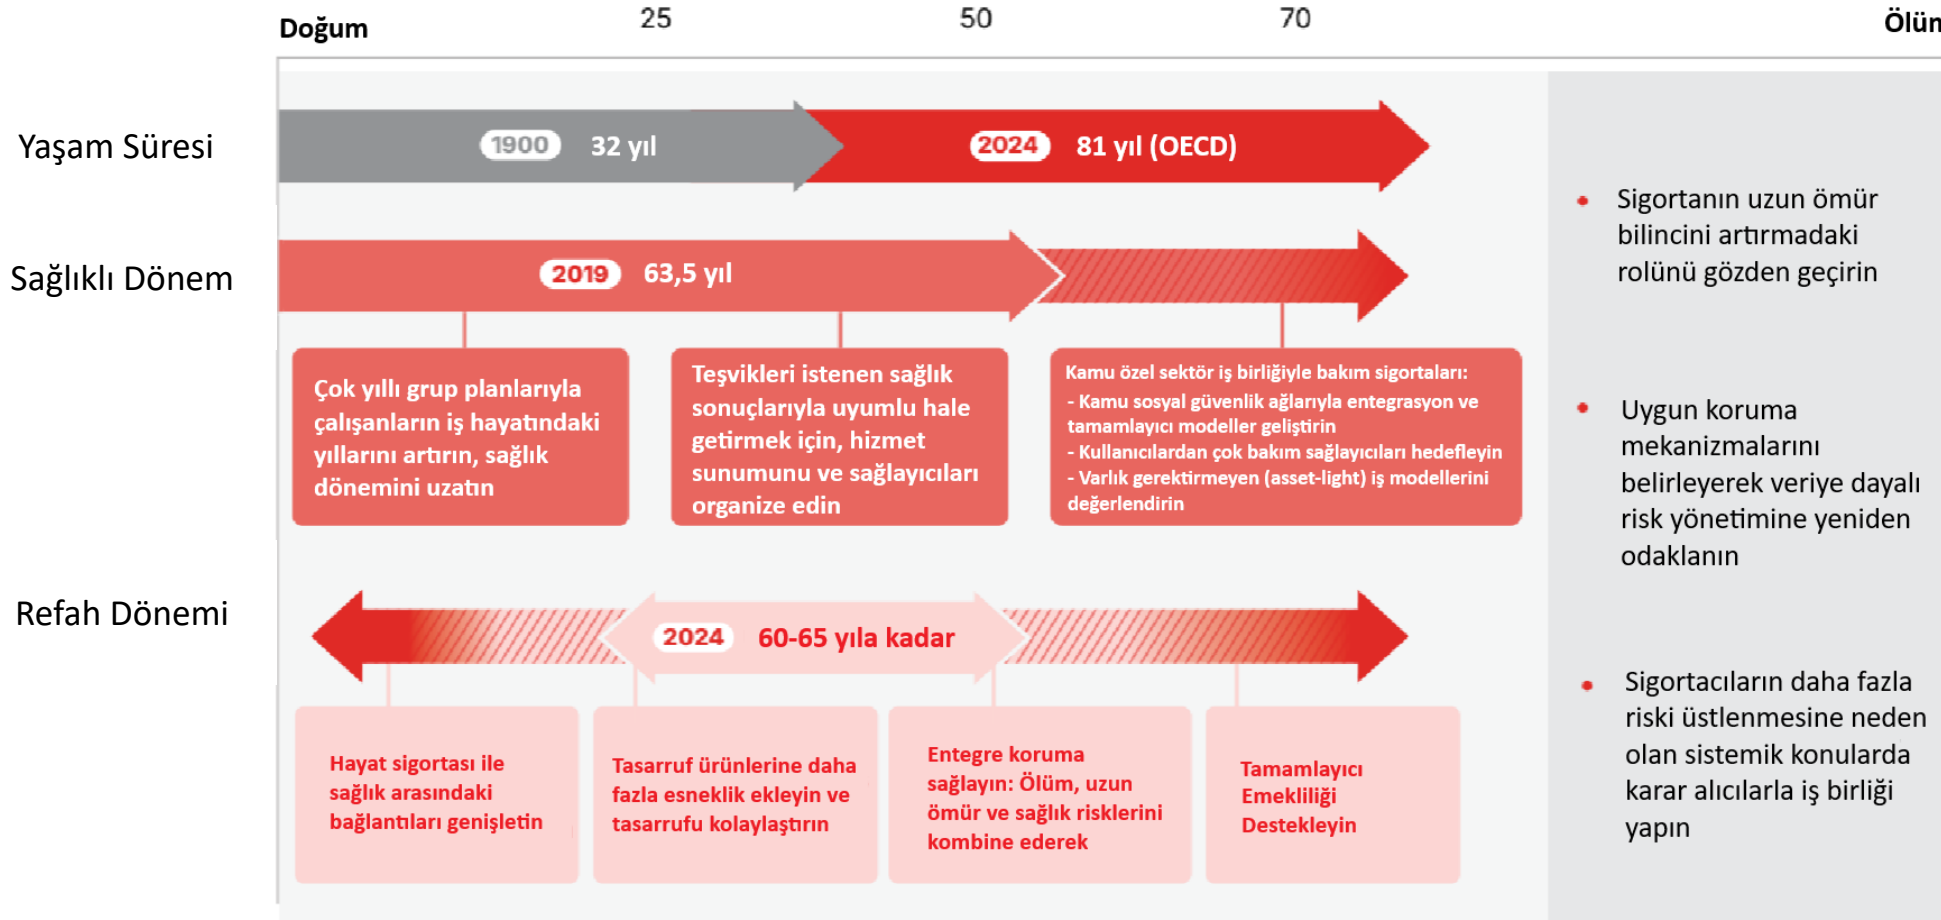 Doğum
25
50
70
Yaşam Süresi
1900
32 yıl
2024
81 yıl (OECD)
Sağlıklı Dönem
2019
63,5 yıl
Çok yıllı grup planlarıyla
çalışanların iş hayatındaki
yıllarını artırın, sağlık
dönemini uzatın
Teşvikleri istenen sağlık
sonuçlarıyla uyumlu hale
getirmek için, hizmet
sunumunu ve sağlayıcıları
organize edin
Kamu özel sektör iş birliğiyle bakım sigortaları:
- Kamu sosyal güvenlik ağlarıyla entegrasyon ve
tamamlayıcı modeller geliştirin
- Kullanıcılardan çok bakım sağlayıcıları hedefleyin
- Varlık gerektirmeyen (asset-light) iş modellerini
değerlendirin
Refah Dönemi
2024
60-65 yıla kadar
Hayat sigortası ile
sağlık arasındaki
bağlantıları genişletin
Tasarruf ürünlerine daha
fazla esneklik ekleyin ve
tasarrufu kolaylaştırın
Entegre koruma
sağlayın: Ölüm, uzun
ömür ve sağlık risklerini
kombine ederek
Tamamlayıcı
Emekliliği
Destekleyin
• Sigortanın uzun ömür
bilincini artırmadaki
rolünü gözden geçirin
• Uygun koruma
mekanizmalarını
belirleyerek veriye dayalı
risk yönetimine yeniden
odaklanın
• Sigortacıların daha fazla
riski üstlenmesine neden
olan sistemik konularda
karar alıcılarla iş birliği
yapın